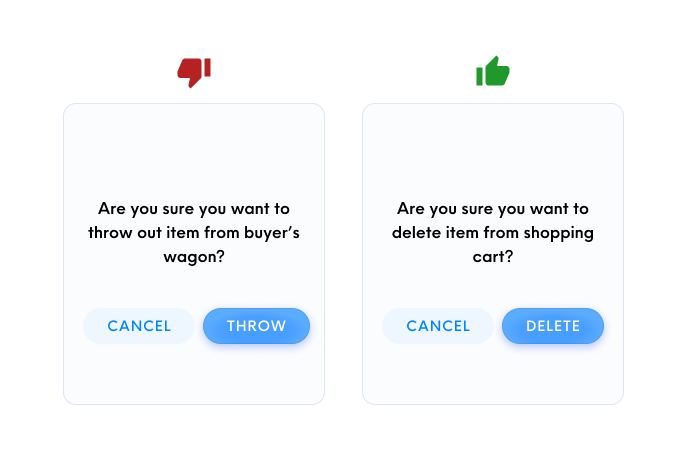 Are you sure you want to
throw out item from buyer’s
wagon?
CANCEL
THROW
Are you sure you want to
delete item from shopping
cart?
CANCEL
DELETE